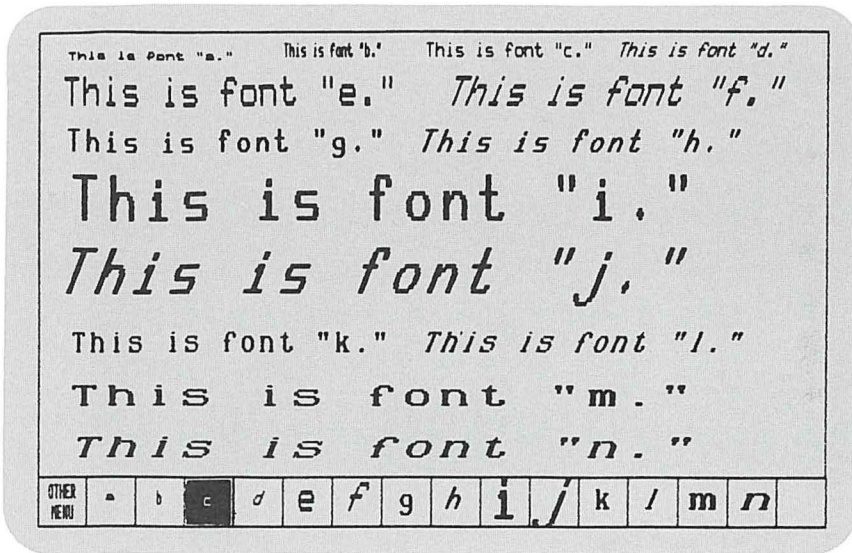 This is font "a." This is font "b." This is font "c." This is font "d."
This is font "e." This is font "f."
This is font "g." This is font "h."
This is font "i."
This is font "j."
This is font "k." This is font "l."
This is font "m."
This is font "n."
OTHER MENU a b c d e f g h i j k l m n